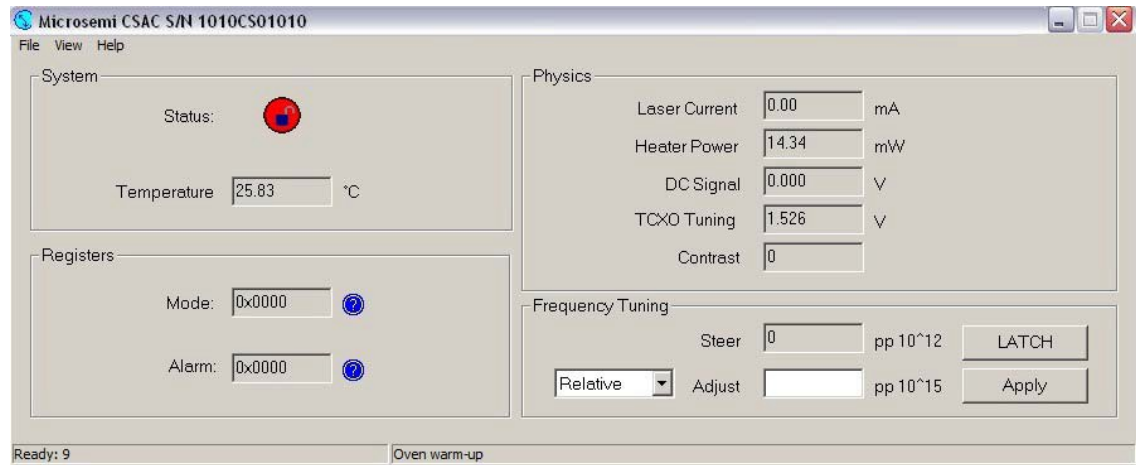 Microsemi CSAC S/N 1010CS01010
File View Help
System
Status:
Temperature 25.83 °C
Registers
Mode: 0x0000 ?
Alarm: 0x0000 ?
Physics
Laser Current 0.00 mA
Heater Power 14.34 mW
DC Signal 0.000 V
TCXO Tuning 1.526 V
Contrast 0
Frequency Tuning
Steer 0 pp 10^12 LATCH
Relative Adjust pp 10^15 Apply
Ready: 9 Oven warm-up